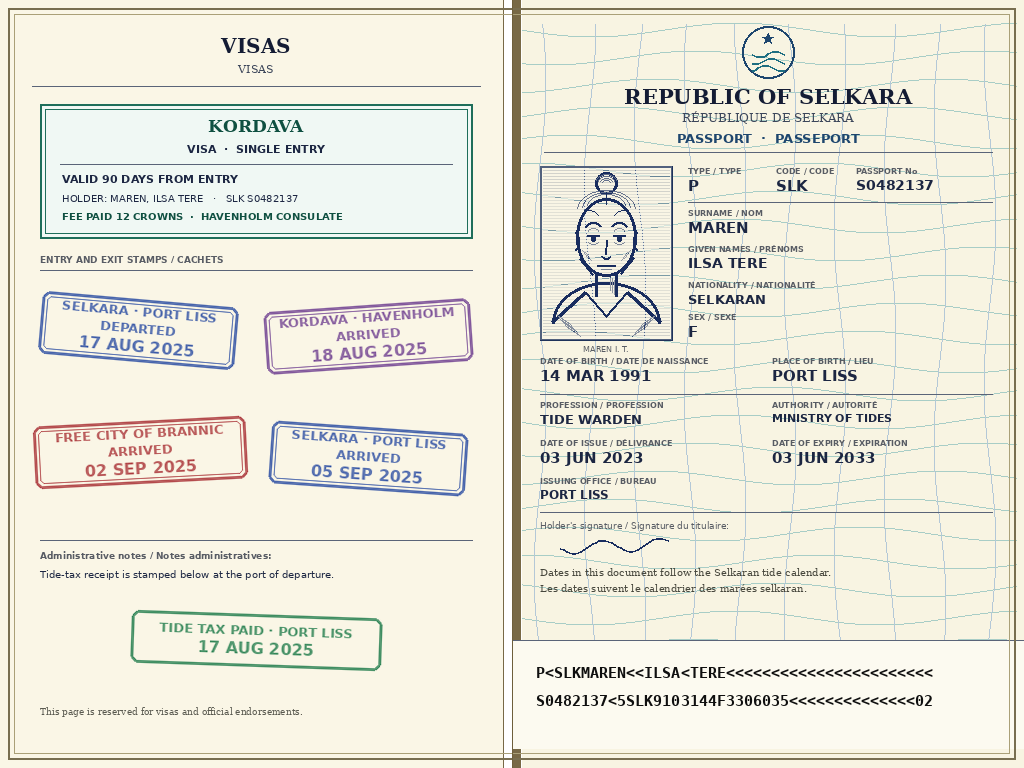 VISAS
VISAS
KORDAVA
VISA · SINGLE ENTRY
VALID 90 DAYS FROM ENTRY
HOLDER: MAREN, ILSA TERE · SLK S0482137
FEE PAID 12 CROWNS · HAVENHOLM CONSULATE
ENTRY AND EXIT STAMPS / CACHETS
SELKARA · PORT LISS
DEPARTED
17 AUG 2025
KORDAVA · HAVENHOLM
ARRIVED
18 AUG 2025
FREE CITY OF BRANNIC
ARRIVED
02 SEP 2025
SELKARA · PORT LISS
ARRIVED
05 SEP 2025
Administrative notes / Notes administratives:
Tide-tax receipt is stamped below at the port of departure.
TIDE TAX PAID · PORT LISS
17 AUG 2025
This page is reserved for visas and official endorsements.
REPUBLIC OF SELKARA
RÉPUBLIQUE DE SELKARA
PASSPORT · PASSEPORT
TYPE / TYPE CODE / CODE PASSPORT No
P SLK S0482137
SURNAME / NOM
MAREN
GIVEN NAMES / PRÉNOMS
ILSA TERE
NATIONALITY / NATIONALITÉ
SELKARAN
SEX / SEXE
F
MAREN I. T.
DATE OF BIRTH / DATE DE NAISSANCE PLACE OF BIRTH / LIEU
14 MAR 1991 PORT LISS
PROFESSION / PROFESSION AUTHORITY / AUTORITÉ
TIDE WARDEN MINISTRY OF TIDES
DATE OF ISSUE / DÉLIVRANCE DATE OF EXPIRY / EXPIRATION
03 JUN 2023 03 JUN 2033
ISSUING OFFICE / BUREAU
PORT LISS
Holder's signature / Signature du titulaire:
Dates in this document follow the Selkaran tide calendar.
Les dates suivent le calendrier des marées selkaran.
P<SLKMAREN<<ILSA<TERE<<<<<<<<<<<<<<<<<<<<<<<
S0482137<5SLK9103144F3306035<<<<<<<<<<<<<<02